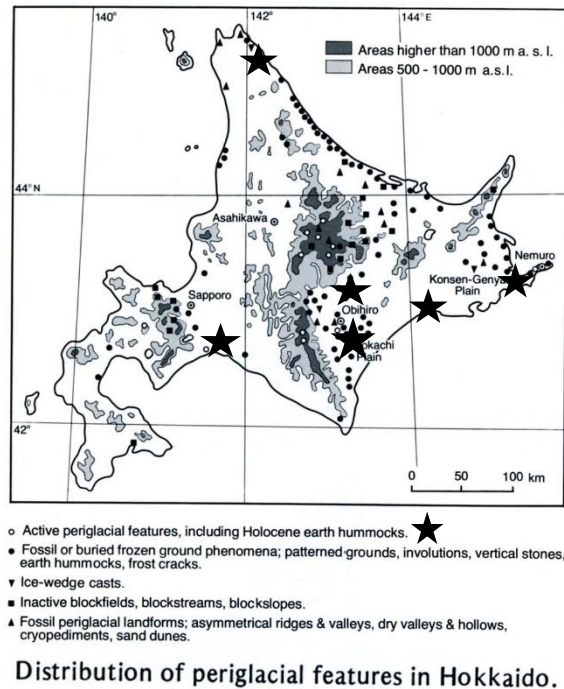 140°
142°
144° E
Areas higher than 1000 m a. s. l.
Areas 500 - 1000 m a.s.l.
44° N
Asahikawa
Nemuro
Konsen-Genya
Plain
Sapporo
Obihiro
okachi
Plain
42°
0 50 100 km
Active periglacial features, including Holocene earth hummocks.
Fossil or buried frozen ground phenomena; patterned-grounds, involutions, vertical stones,
earth hummocks, frost cracks.
Ice-wedge casts.
Inactive blockfields, blockstreams, blockslopes.
Fossil periglacial landforms; asymmetrical ridges & valleys, dry valleys & hollows,
cryopediments, sand dunes.
Distribution of periglacial features in Hokkaido.